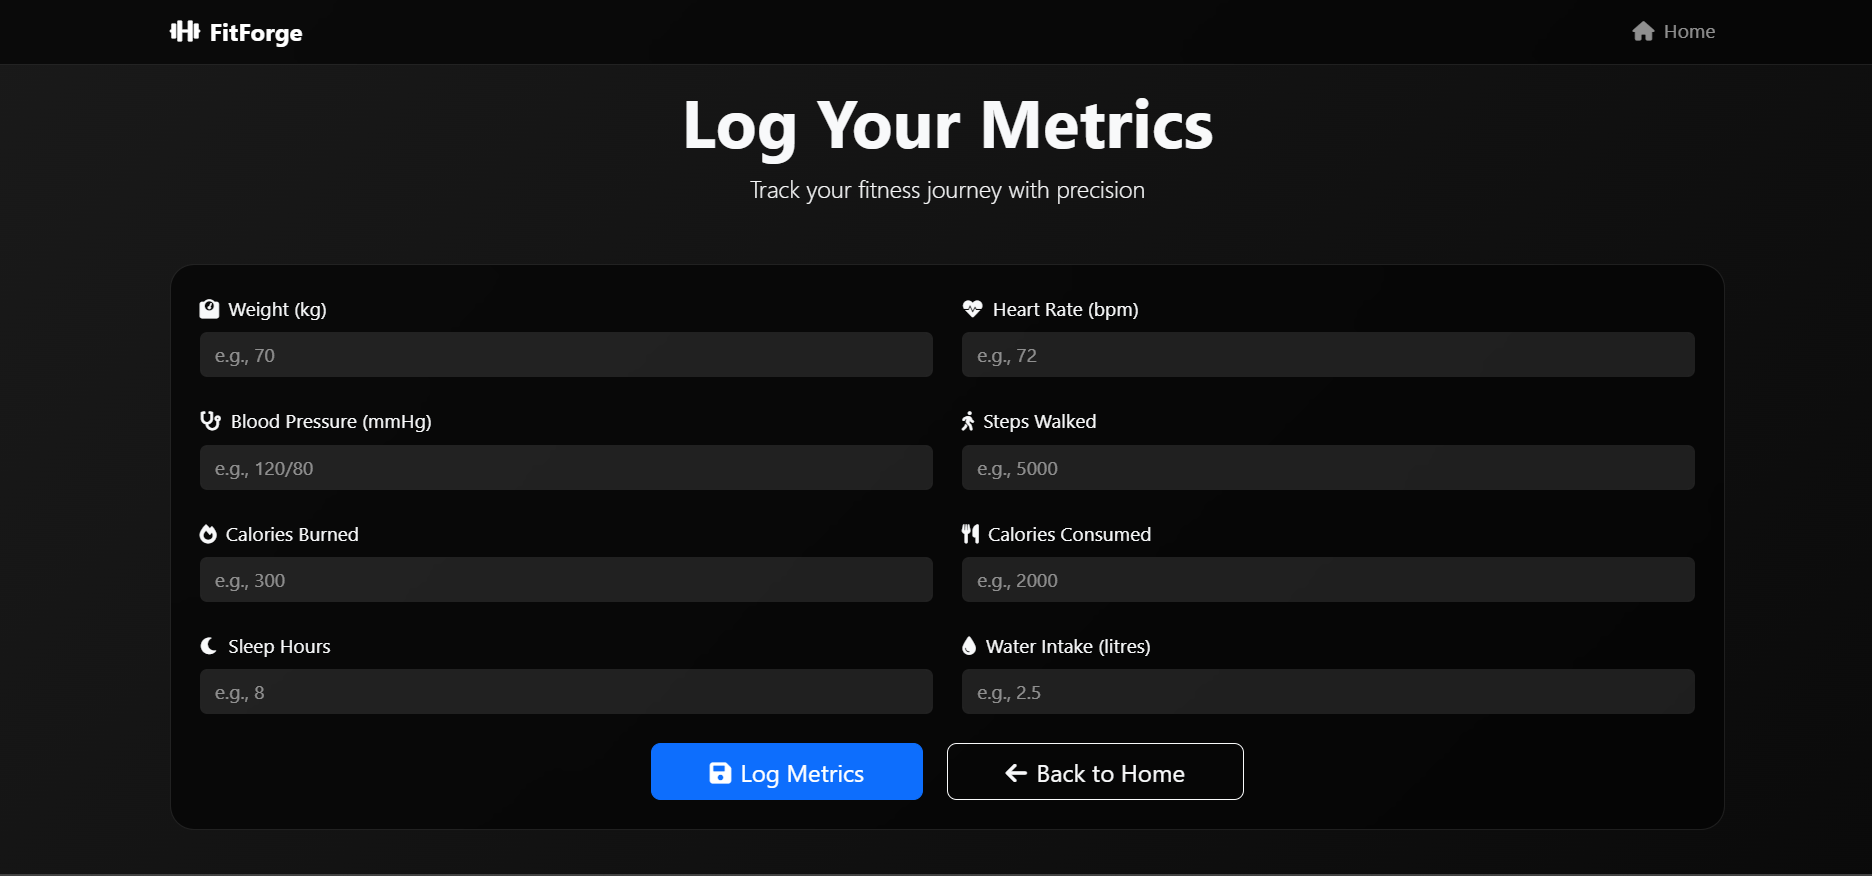 FitForge
Home
Log Your Metrics
Track your fitness journey with precision
Weight (kg)
Heart Rate (bpm)
e.g., 70
e.g., 72
Blood Pressure (mmHg)
Steps Walked
e.g., 120/80
e.g., 5000
Calories Burned
Calories Consumed
e.g., 300
e.g., 2000
Sleep Hours
Water Intake (litres)
e.g., 8
e.g., 2.5
Log Metrics
Back to Home